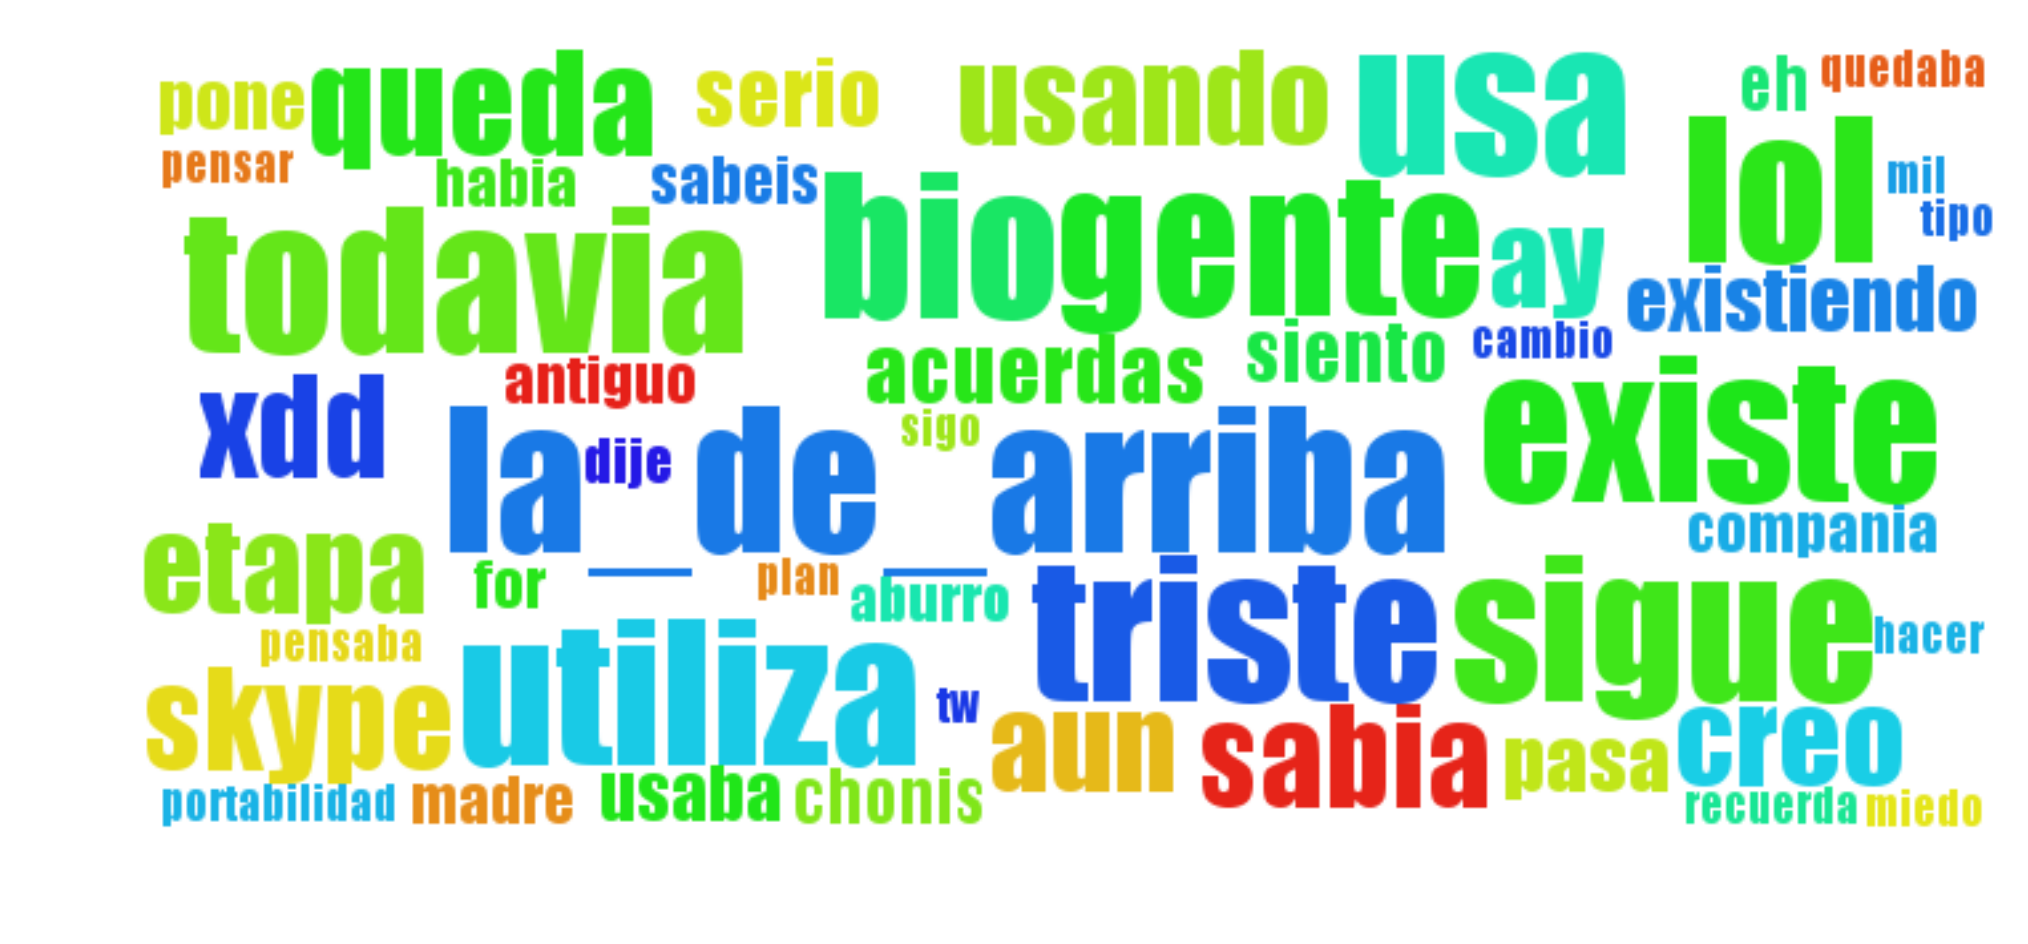 pone queda serio usando usa eh quedaba
pensar habia sabeis bio gente lol mil
todavia ay tipo
antiguo acuerdas siento cambio existiendo
xdd la_de_arriba dije sigo existe
etapa for plan aburro compania
pensaba utiliza triste sigue hacer
skype tw aun sabia pasa creo
portabilidad madre usaba chonis recuerda miedo